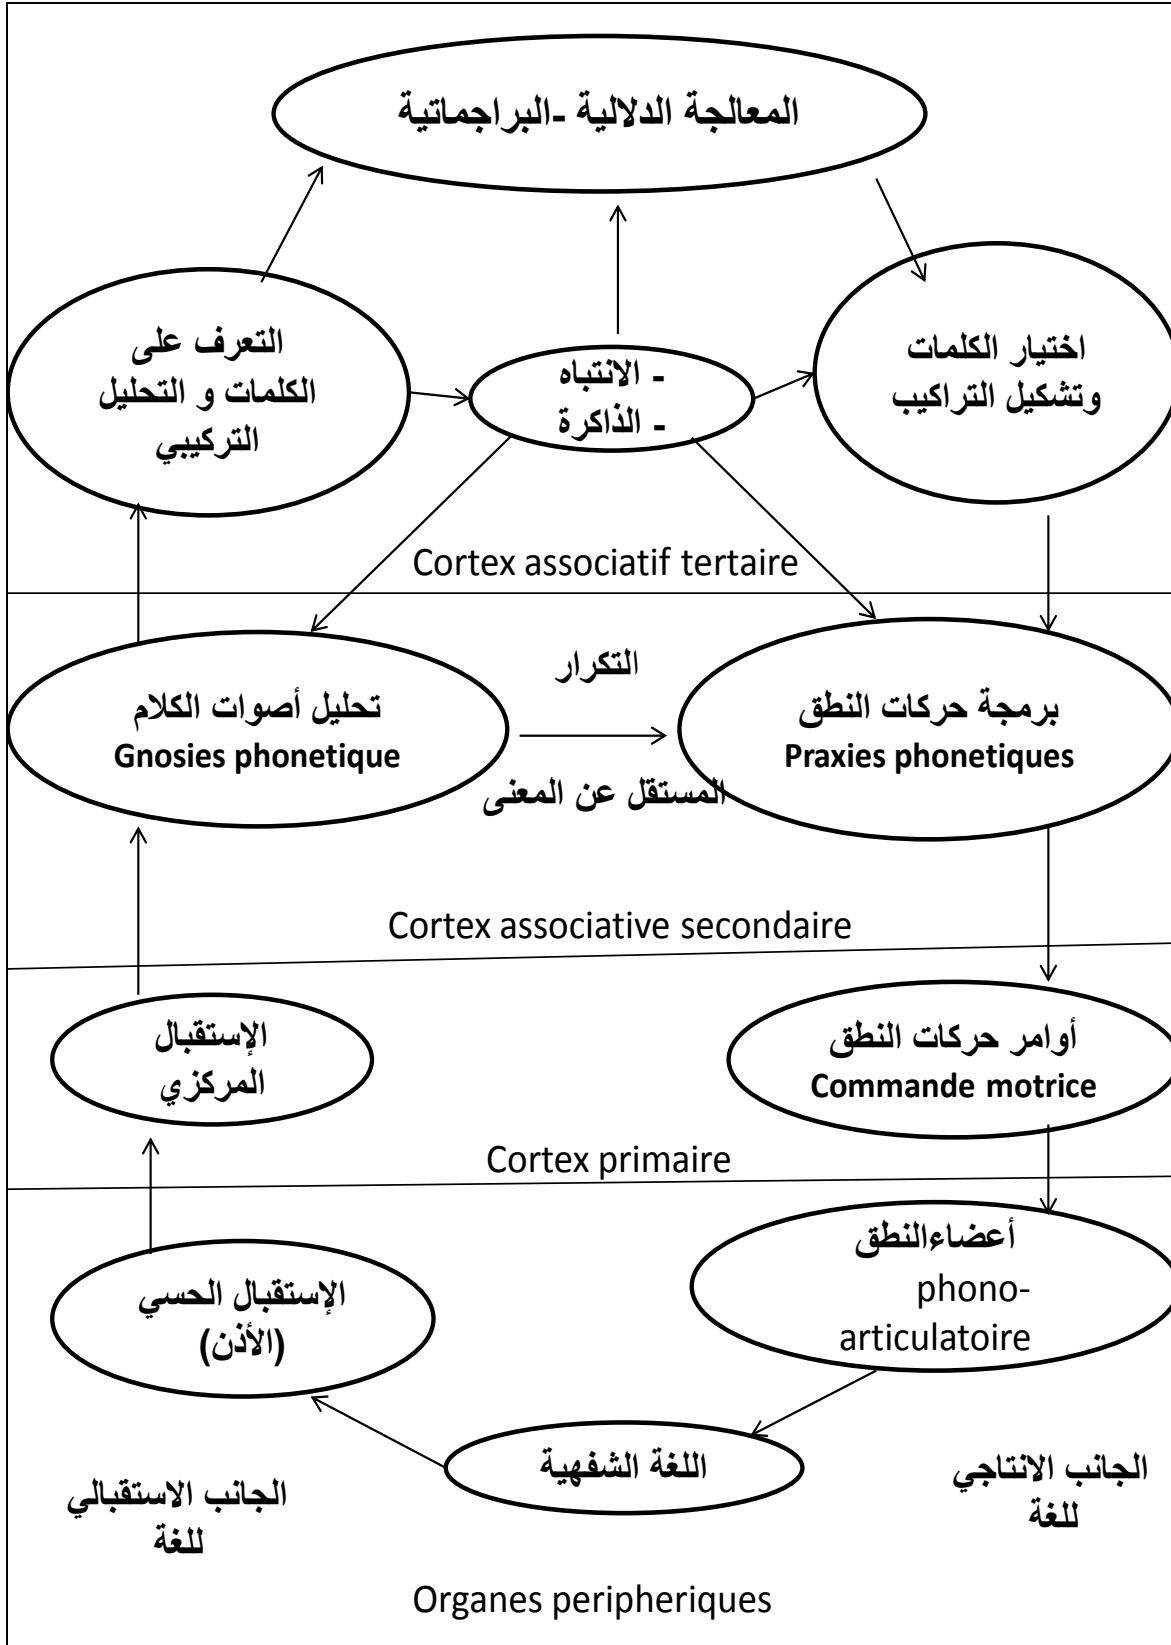 المعالجة الدلالية -البراجماتية
التعرف على
الكلمات و التحليل
التركيبي
- الانتباه
- الذاكرة
اختيار الكلمات
وتشكيل التراكيب
Cortex associatif tertaire
تحليل أصوات الكلام
Gnosies phonetique
التكرار
المستقل عن المعنى
برمجة حركات النطق
Praxies phonetiques
Cortex associative secondaire
الإستقبال
المركزي
أوامر حركات النطق
Commande motrice
Cortex primaire
الإستقبال الحسي
(الأذن)
أعضاءالنطق
phono-
articulatoire
اللغة الشفهية
الجانب الاستقبالي
للغة
الجانب الانتاجي
للغة
Organes peripheriques